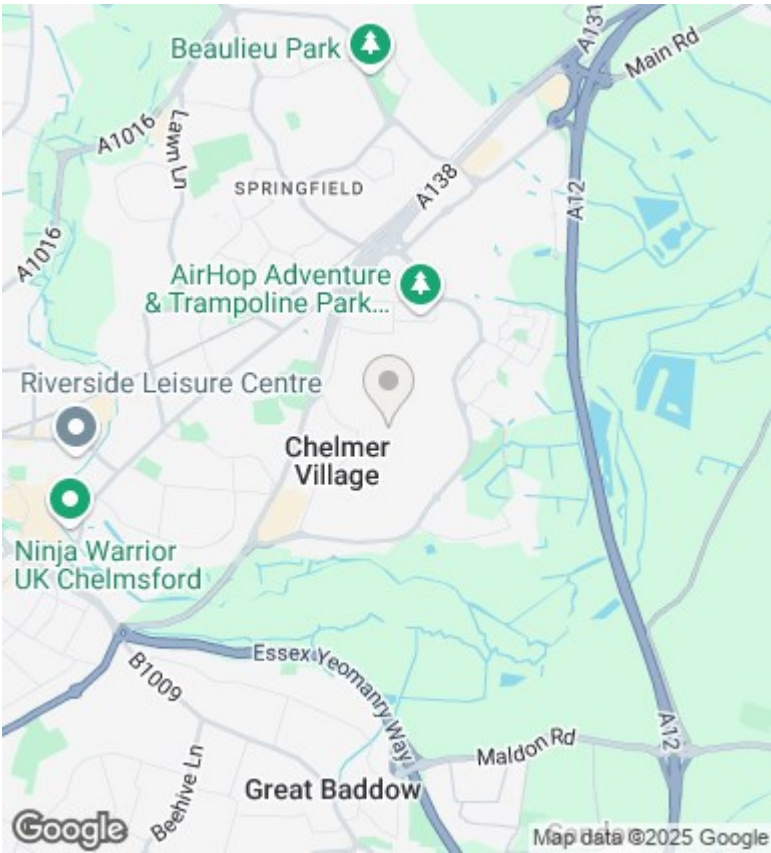 Beaulieu Park
A131
Main Rd
A1016
Lawn Ln
SPRINGFIELD
A138
A12
A1016
AirHop Adventure
& Trampoline Park...
Riverside Leisure Centre
Chelmer
Village
Ninja Warrior
UK Chelmsford
Essex Yeomanry Way
B1009
Beehive Ln
Maldon Rd
A12
Great Baddow
Google
Map data ©2025 Google